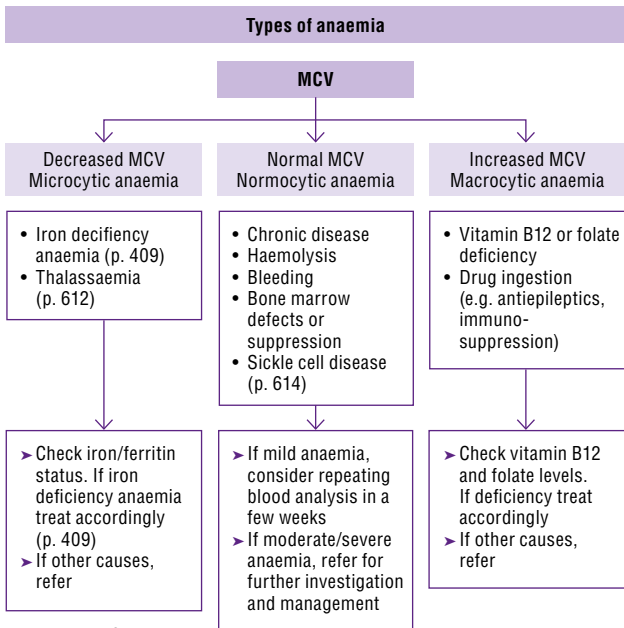 Types of anaemia
MCV
Decreased MCV
Microcytic anaemia
Normal MCV
Normocytic anaemia
Increased MCV
Macrocytic anaemia
• Iron decifiency
anaemia (p. 409)
• Thalassaemia
(p. 612)
• Chronic disease
• Haemolysis
• Bleeding
• Bone marrow
defects or
suppression
• Sickle cell disease
(p. 614)
• Vitamin B12 or folate
deficiency
• Drug ingestion
(e.g. antiepileptics,
immuno-
suppression)
➤ Check iron/ferritin
status. If iron
deficiency anaemia
treat accordingly
(p. 409)
➤ If other causes,
refer
➤ If mild anaemia,
consider repeating
blood analysis in a
few weeks
➤ If moderate/severe
anaemia, refer for
further investigation
and management
➤ Check vitamin B12
and folate levels.
If deficiency treat
accordingly
➤ If other causes,
refer